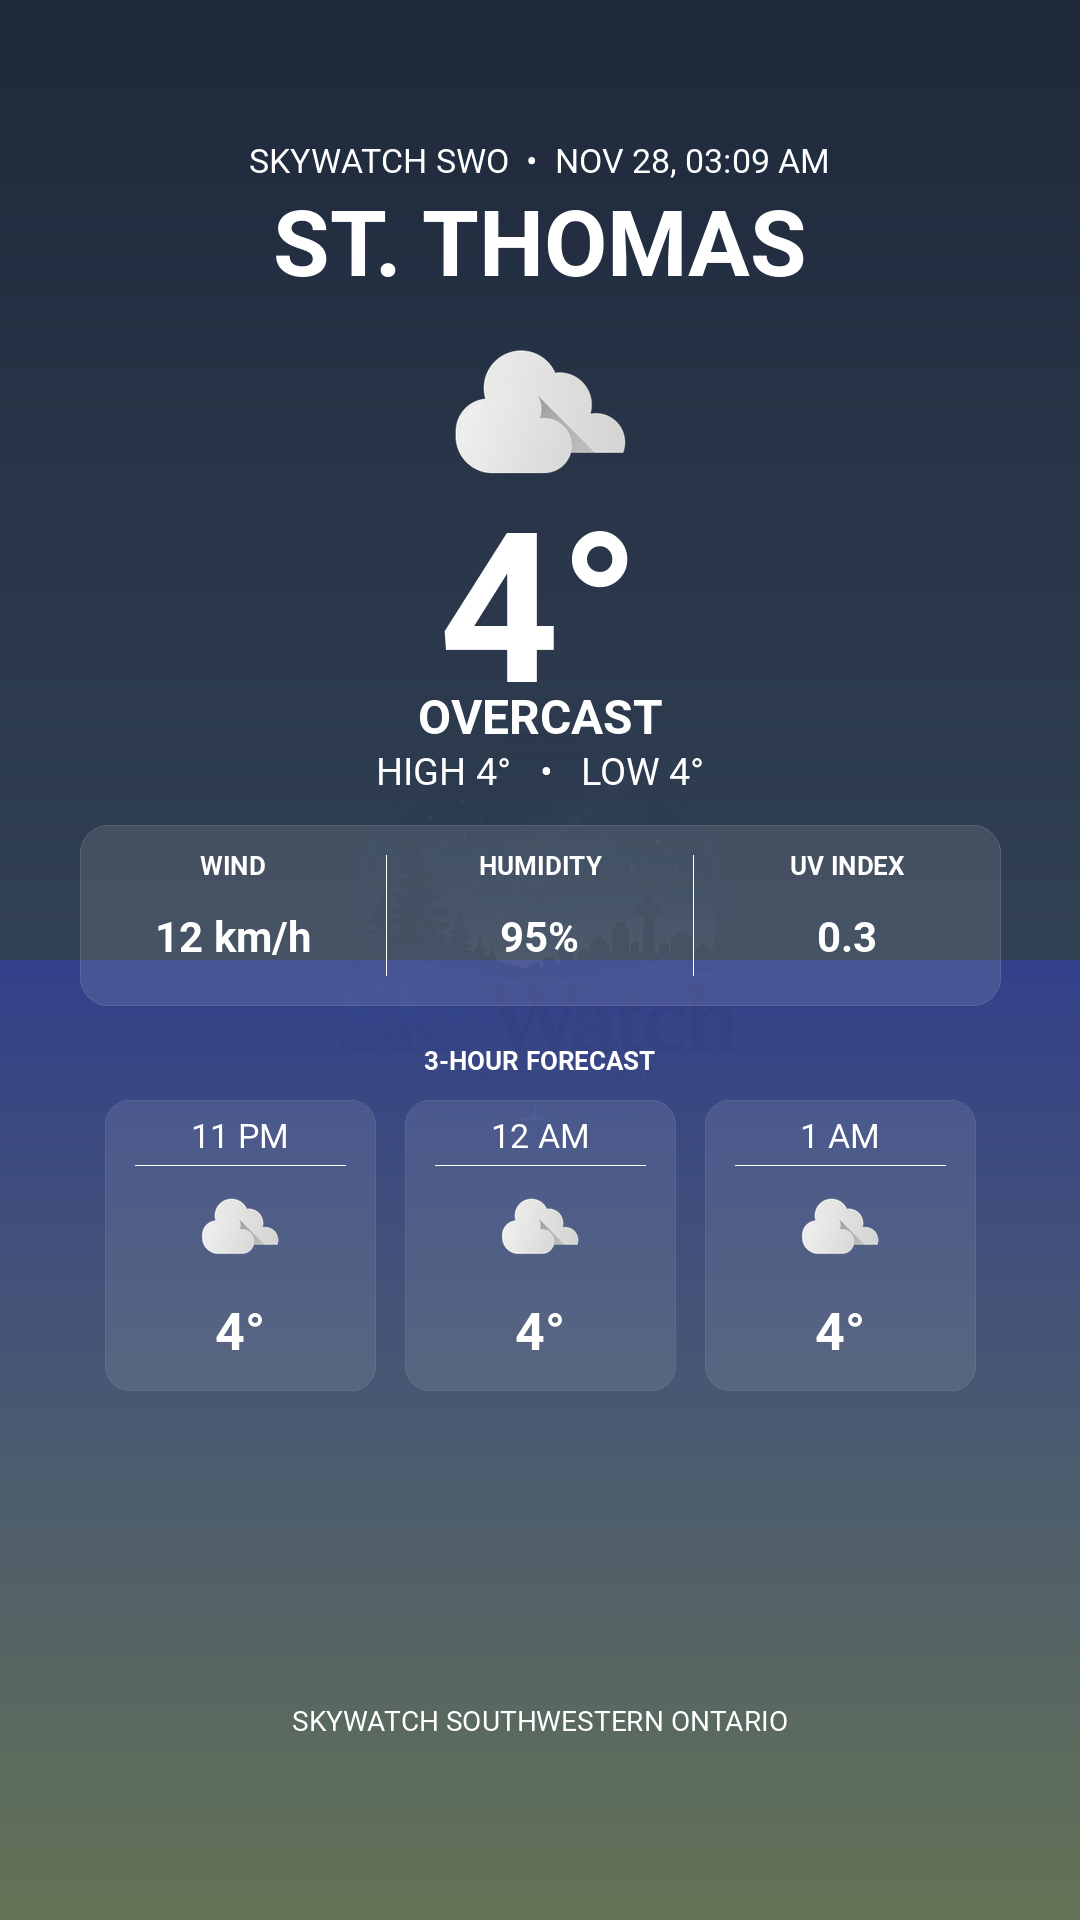 SKYWATCH SWO • NOV 28, 03:09 AM
ST. THOMAS
4°
OVERCAST
HIGH 4° • LOW 4°
WIND HUMIDITY UV INDEX
12 km/h 95% 0.3
SkyWatch
3-HOUR FORECAST
11 PM 12 AM 1 AM
4° 4° 4°
SKYWATCH SOUTHWESTERN ONTARIO